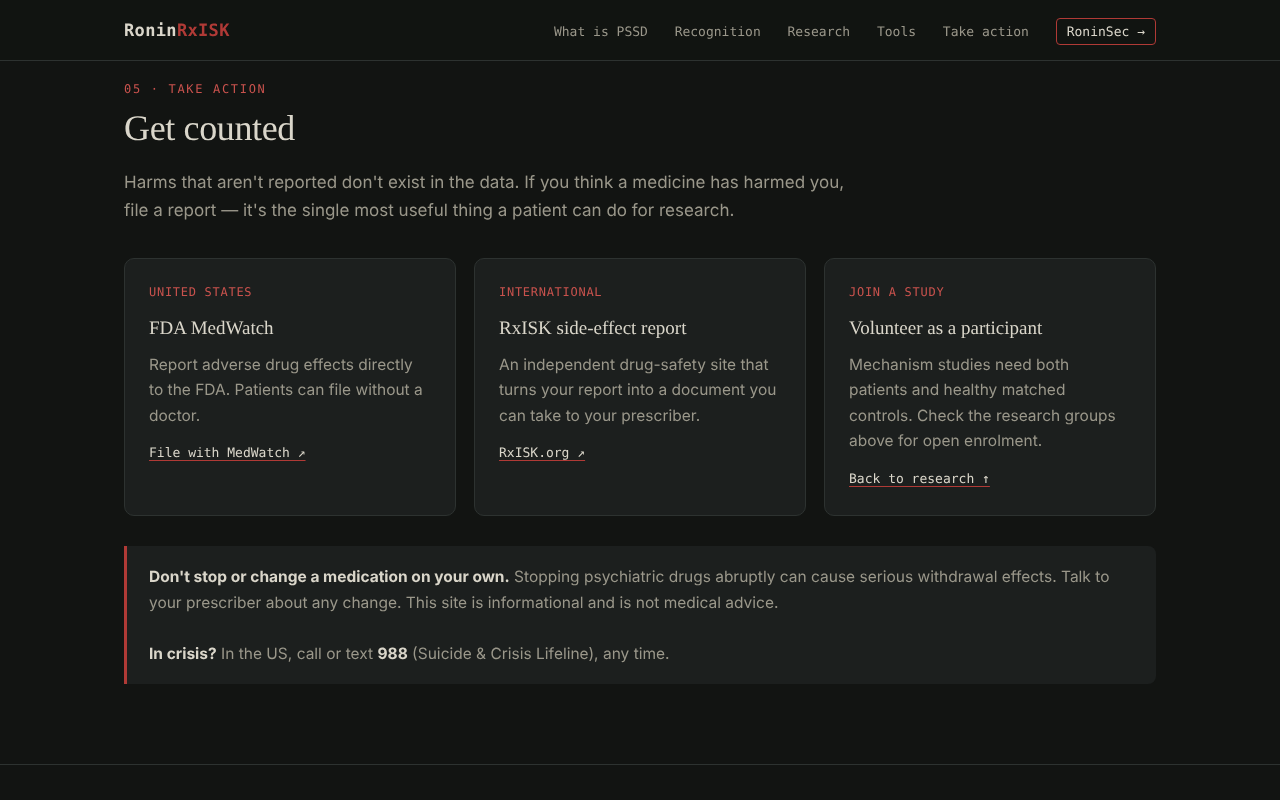 RoninRxISK
What is PSSD
Recognition
Research
Tools
Take action
RoninSec →
05 · TAKE ACTION
Get counted
Harms that aren't reported don't exist in the data. If you think a medicine has harmed you,
file a report — it's the single most useful thing a patient can do for research.
UNITED STATES
FDA MedWatch
Report adverse drug effects directly
to the FDA. Patients can file without a
doctor.
File with MedWatch ↗
INTERNATIONAL
RxISK side-effect report
An independent drug-safety site that
turns your report into a document you
can take to your prescriber.
RxISK.org ↗
JOIN A STUDY
Volunteer as a participant
Mechanism studies need both
patients and healthy matched
controls. Check the research groups
above for open enrolment.
Back to research ↑
Don't stop or change a medication on your own. Stopping psychiatric drugs abruptly can cause serious withdrawal effects. Talk to
your prescriber about any change. This site is informational and is not medical advice.
In crisis? In the US, call or text 988 (Suicide & Crisis Lifeline), any time.